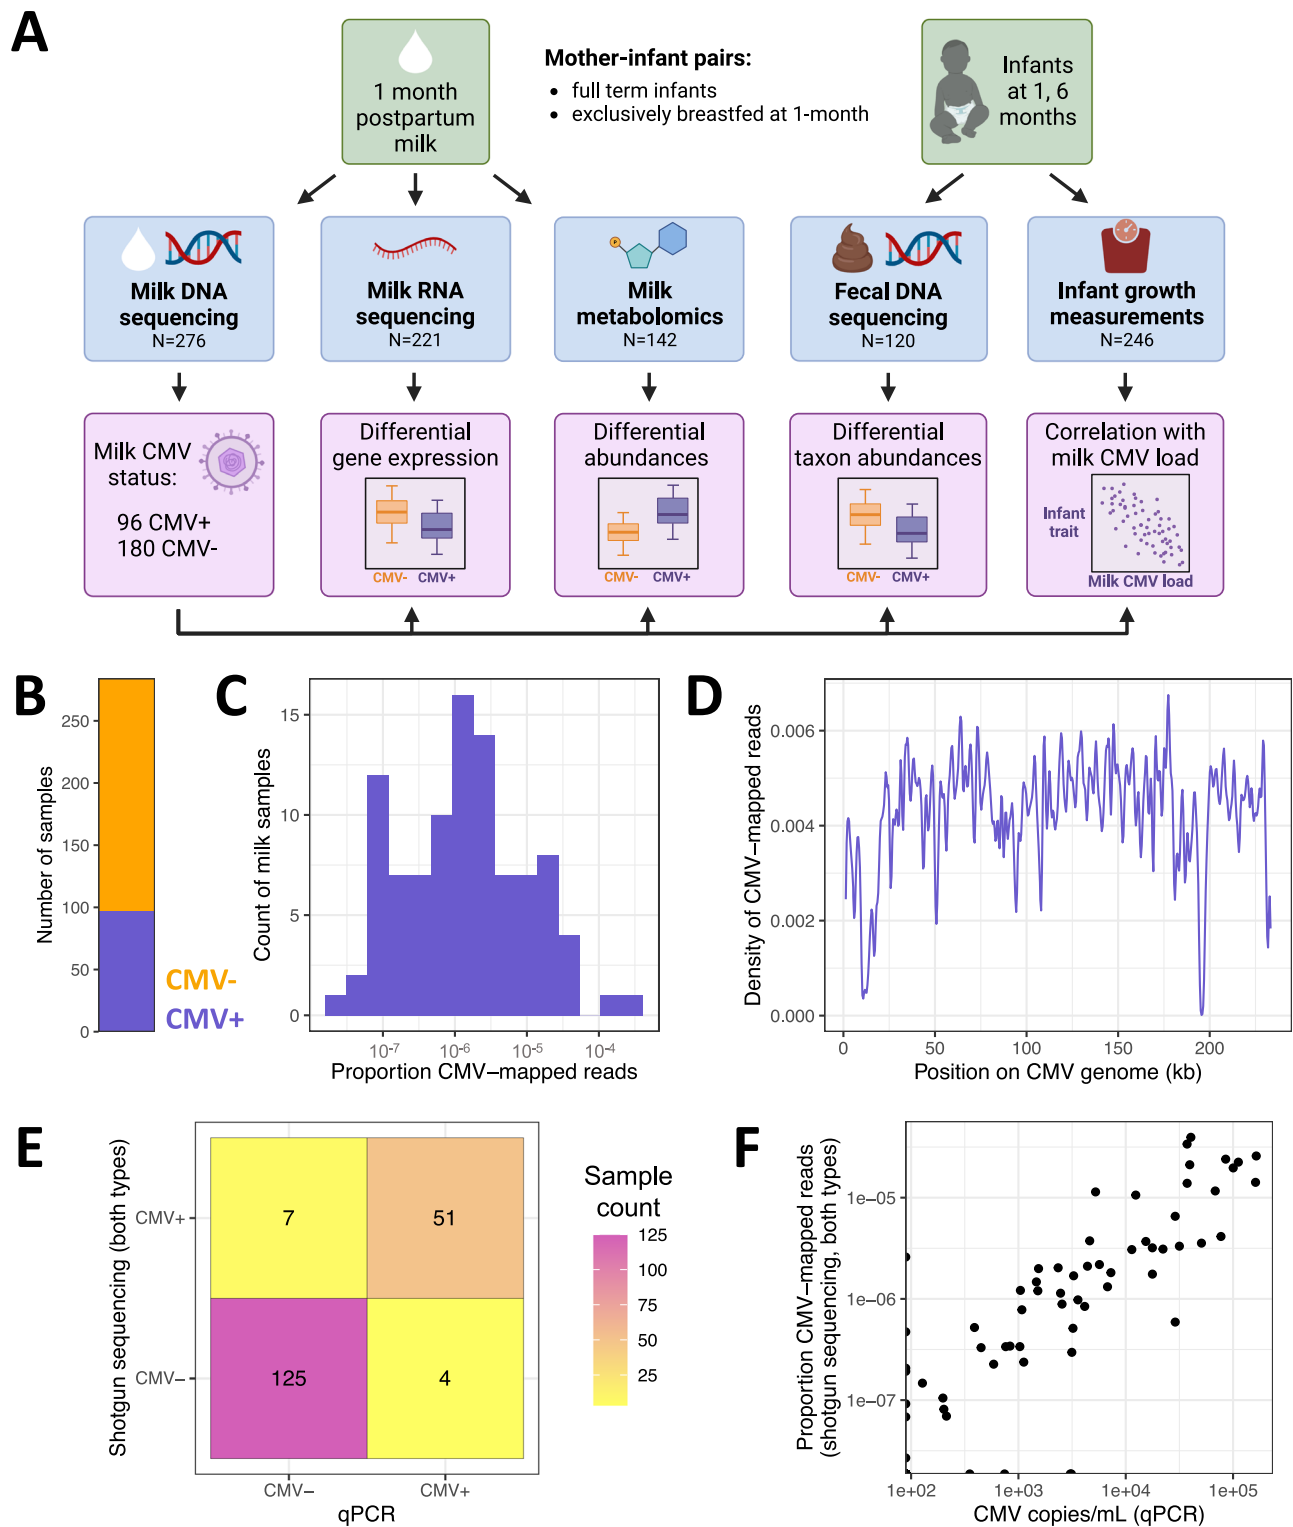 A
1 month
postpartum
milk
Mother-infant pairs:
• full term infants
• exclusively breastfed at 1-month
Infants
at 1, 6
months
Milk DNA
sequencing
N=276
Milk RNA
sequencing
N=221
P
Milk
metabolomics
N=142
Fecal DNA
sequencing
N=120
Infant growth
measurements
N=246
Milk CMV
status:
96 CMV+
180 CMV-
Differential
gene expression
CMV- CMV+
Differential
abundances
CMV- CMV+
Differential
taxon abundances
CMV- CMV+
Correlation with
milk CMV load
Infant
trait
Milk CMV load
B
Number of samples
250
200
150
100
50
0
CMV-
CMV+
C
Count of milk samples
15
10
5
0
10-7
10-6
10-5
10-4
Proportion CMV–mapped reads
D
Density of CMV–mapped reads
0.006
0.004
0.002
0.000
0
50
100
150
200
Position on CMV genome (kb)
E
Shotgun sequencing (both types)
CMV+
CMV–
7
51
125
4
CMV–
CMV+
qPCR
Sample
count
125
100
75
50
25
F
Proportion CMV–mapped reads
(shotgun sequencing, both types)
1e–05
1e–06
1e–07
1e+02
1e+03
1e+04
1e+05
CMV copies/mL (qPCR)